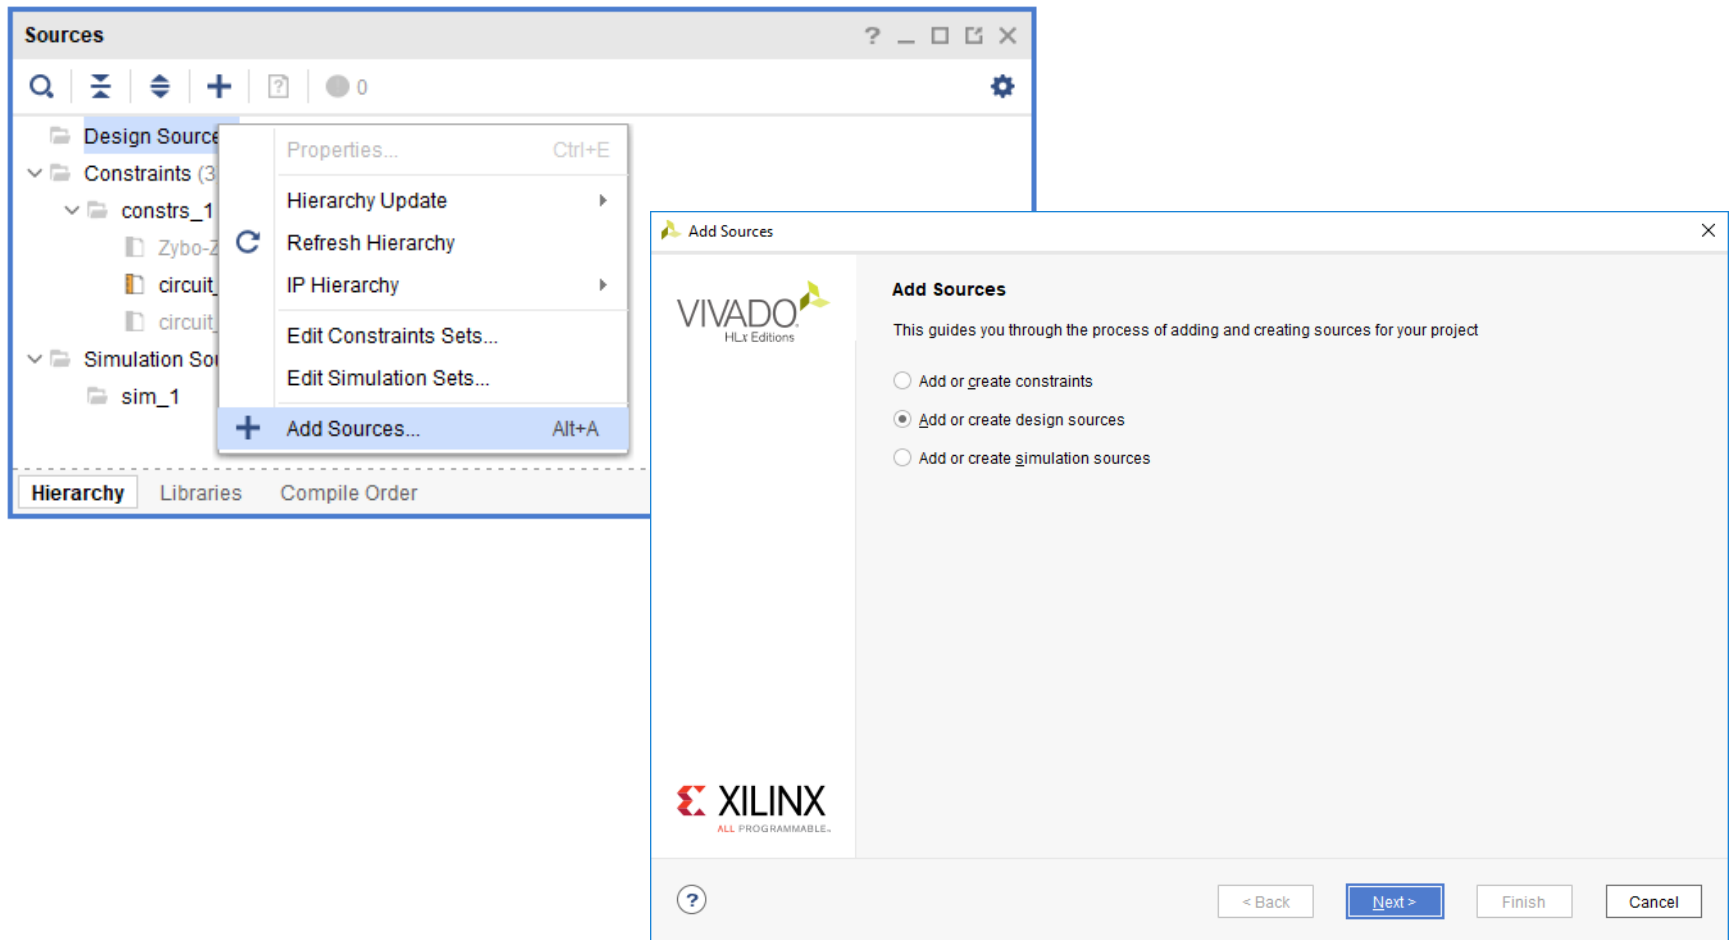 Sources
0
Design Source
Properties... Ctrl+E
Constraints (3
Hierarchy Update
constrs_1
Refresh Hierarchy
Zybo-Z
IP Hierarchy
circuit_
circuit_
Edit Constraints Sets...
Simulation Sou
Edit Simulation Sets...
sim_1
Add Sources... Alt+A
Hierarchy Libraries Compile Order
Add Sources
VIVADO
HLx Editions
Add Sources
This guides you through the process of adding and creating sources for your project
Add or create constraints
Add or create design sources
Add or create simulation sources
XILINX
ALL PROGRAMMABLE™
?
< Back
Next >
Finish
Cancel